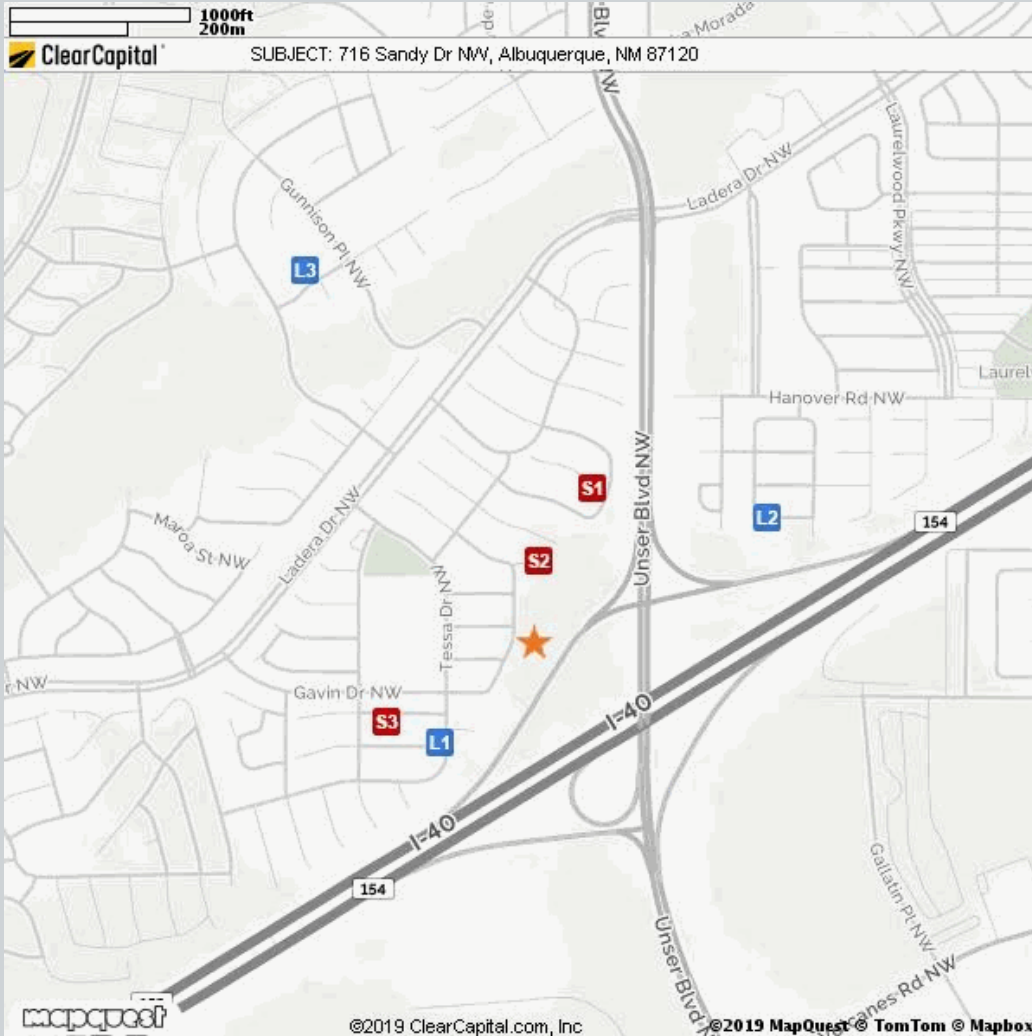 1000ft
200m
ClearCapital
SUBJECT: 716 Sandy Dr NW, Albuquerque, NM 87120
Ladera Dr NW
Laurelwood Pkwy NW
Gunnison Pl NW
L3
Hanover Rd NW
Laurel
Unser Blvd NW
S1
L2
154
Maroa St NW
Ladera Dr NW
S2
Tessa Dr NW
Gavin Dr NW
S3
L1
I-40
I-40
154
Gallatin Pl NW
Unser Blvd N
mapquest
©2019 ClearCapital.com, Inc
©2019 MapQuest © TomTom © Mapbox